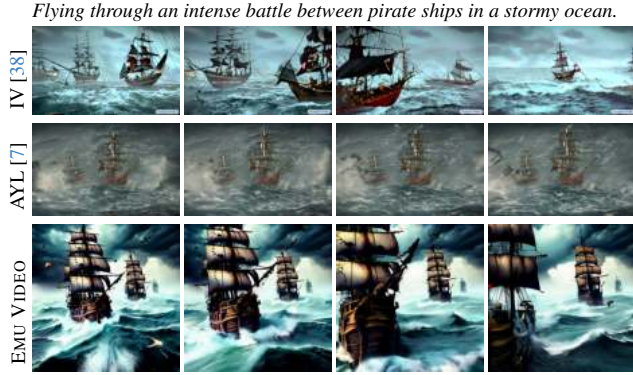 Flying through an intense battle between pirate ships in a stormy ocean.
IV [38]
AYL [7]
EMU VIDEO